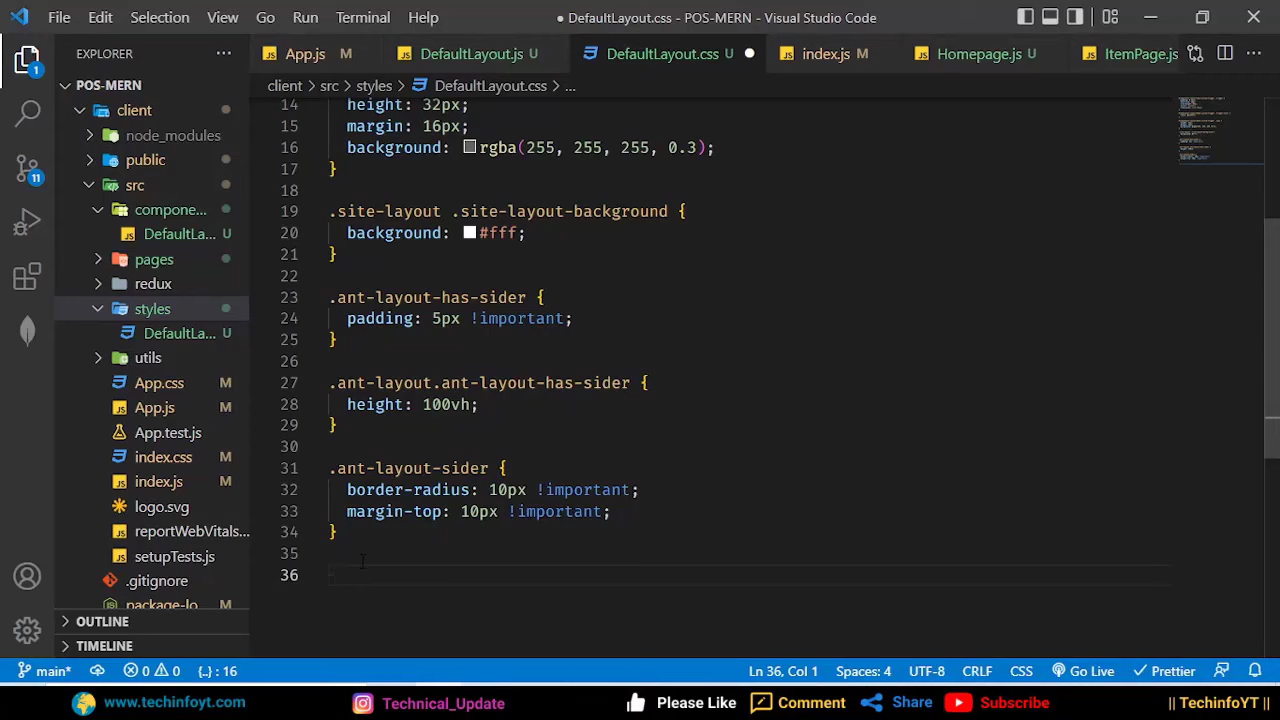 File Edit Selection View Go Run Terminal Help ● DefaultLayout.css - POS-MERN - Visual Studio Code
EXPLORER ···
App.js M DefaultLayout.js U DefaultLayout.css U ● index.js M Homepage.js U ItemPage.js
client > src > styles > DefaultLayout.css > ...
1
11
POS-MERN
client
node_modules
public
src
compone...
DefaultLa... U
pages
redux
styles
DefaultLa... U
utils
App.css M
App.js M
App.test.js
index.css M
index.js M
logo.svg
reportWebVitals...
setupTests.js
.gitignore
package-lo M
OUTLINE
TIMELINE
14 height: 32px;
15 margin: 16px;
16 background: rgba(255, 255, 255, 0.3);
17 }
18
19 .site-layout .site-layout-background {
20 background: #fff;
21 }
22
23 .ant-layout-has-sider {
24 padding: 5px !important;
25 }
26
27 .ant-layout.ant-layout-has-sider {
28 height: 100vh;
29 }
30
31 .ant-layout-sider {
32 border-radius: 10px !important;
33 margin-top: 10px !important;
34 }
35
36
main* 0 0 {..} : 16 Ln 36, Col 1 Spaces: 4 UTF-8 CRLF CSS Go Live Prettier
www.techinfoyt.com Technical_Update Please Like Comment Share Subscribe || TechinfoYT ||